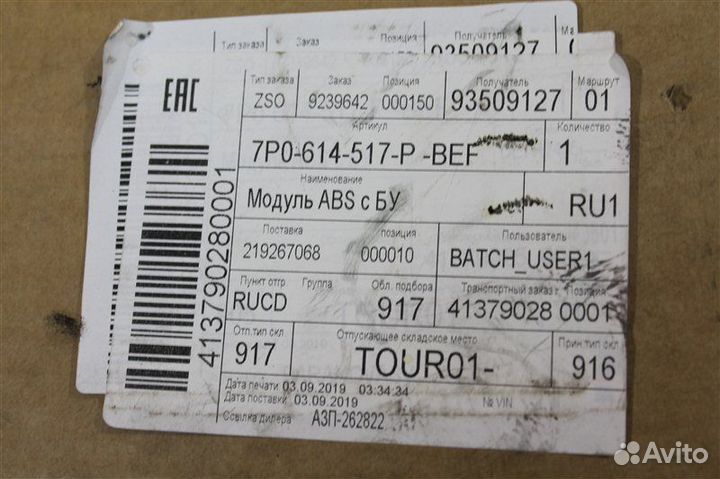 Тип заказа Заказ Позиция Получатель
93509127
EAC
Тип заказа Заказ Позиция Получатель Маршрут
ZSO 9239642 000150 93509127 01
Артикул Количество
7P0-614-517-P -BEF 1
Наименование
Модуль ABS с БУ RU1
Поставка позиция Пользователь
219267068 000010 BATCH_USER1
Пункт отгр. Группа Обл. подбора Транспортный заказ Позиция
RUCD 917 41379028 0001
Отп.тип скл. Отпускающее складское место Прин.тип скл.
917 TOUR01- 916
Дата печати 03.09.2019 03:34:34
Дата поставки 03.09.2019 № VIN
Ссылка дилера АЗП-262822
413790280001
Avito